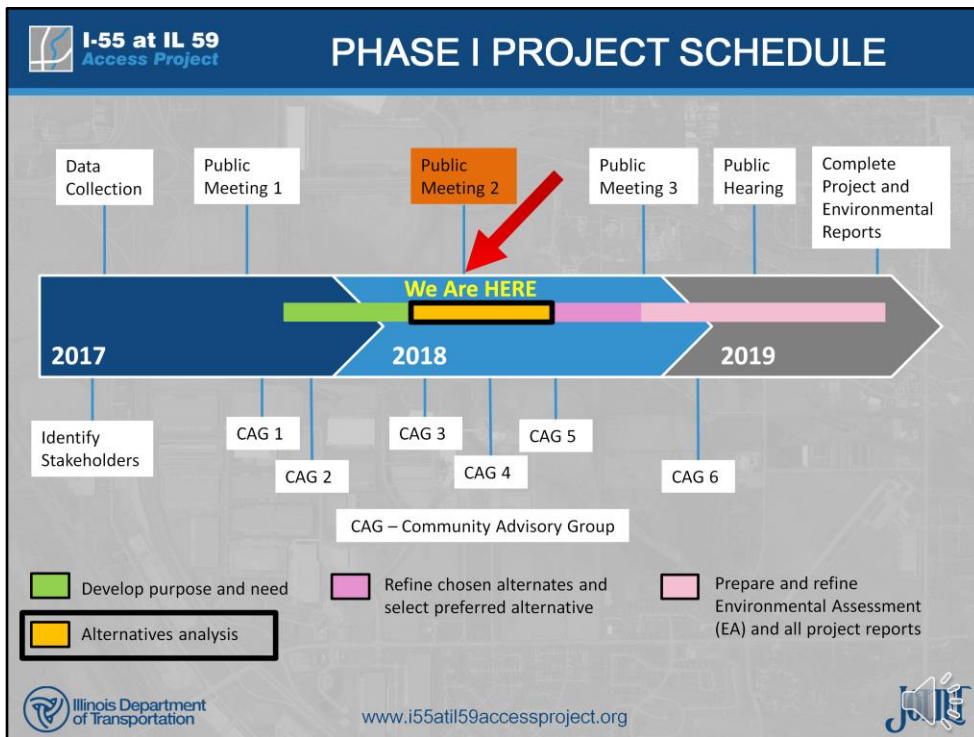 I-55 at IL 59
Access Project
PHASE I PROJECT SCHEDULE
Data
Collection
Public
Meeting 1
Public
Meeting 2
Public
Meeting 3
Public
Hearing
Complete
Project and
Environmental
Reports
We Are HERE
2017
2018
2019
Identify
Stakeholders
CAG 1
CAG 2
CAG 3
CAG 4
CAG 5
CAG 6
CAG – Community Advisory Group
Develop purpose and need
Refine chosen alternates and
select preferred alternative
Prepare and refine
Environmental Assessment
(EA) and all project reports
Alternatives analysis
Illinois Department
of Transportation
www.i55atil59accessproject.org